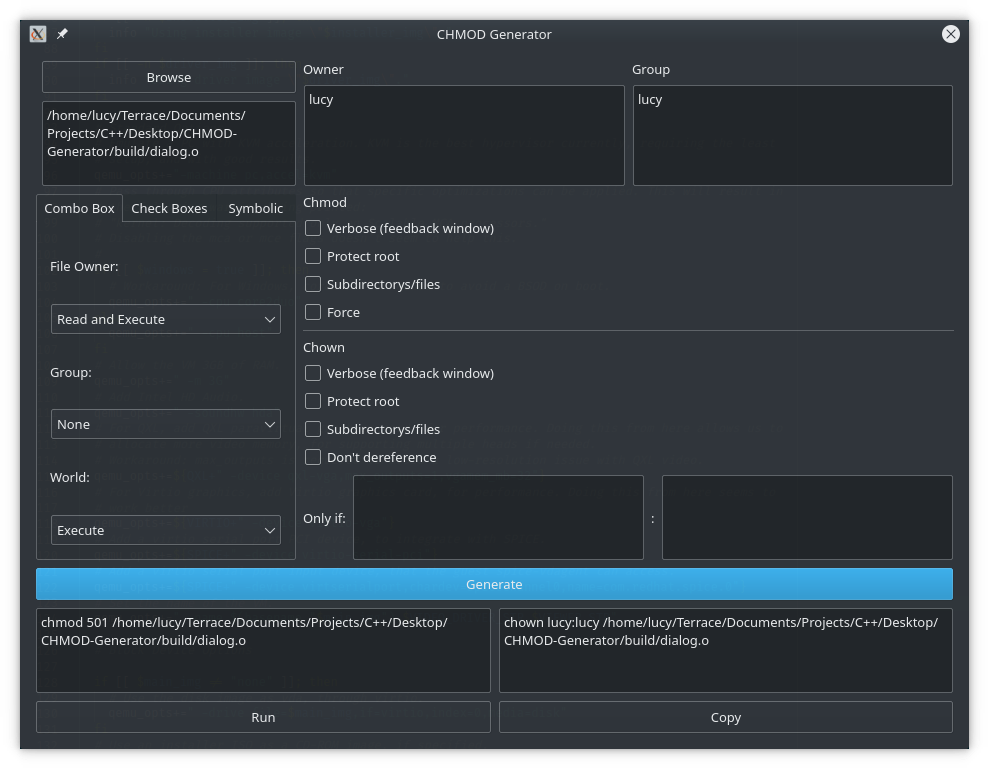 CHMOD Generator
Browse
/home/lucy/Terrace/Documents/
Projects/C++/Desktop/CHMOD-
Generator/build/dialog.o
Owner
lucy
Group
lucy
Combo Box
Check Boxes
Symbolic
File Owner:
Read and Execute
Group:
None
World:
Execute
Chmod
Verbose (feedback window)
Protect root
Subdirectorys/files
Force
Chown
Verbose (feedback window)
Protect root
Subdirectorys/files
Don't dereference
Only if:
:
Generate
chmod 501 /home/lucy/Terrace/Documents/Projects/C++/Desktop/
CHMOD-Generator/build/dialog.o
chown lucy:lucy /home/lucy/Terrace/Documents/Projects/C++/Desktop/
CHMOD-Generator/build/dialog.o
Run
Copy